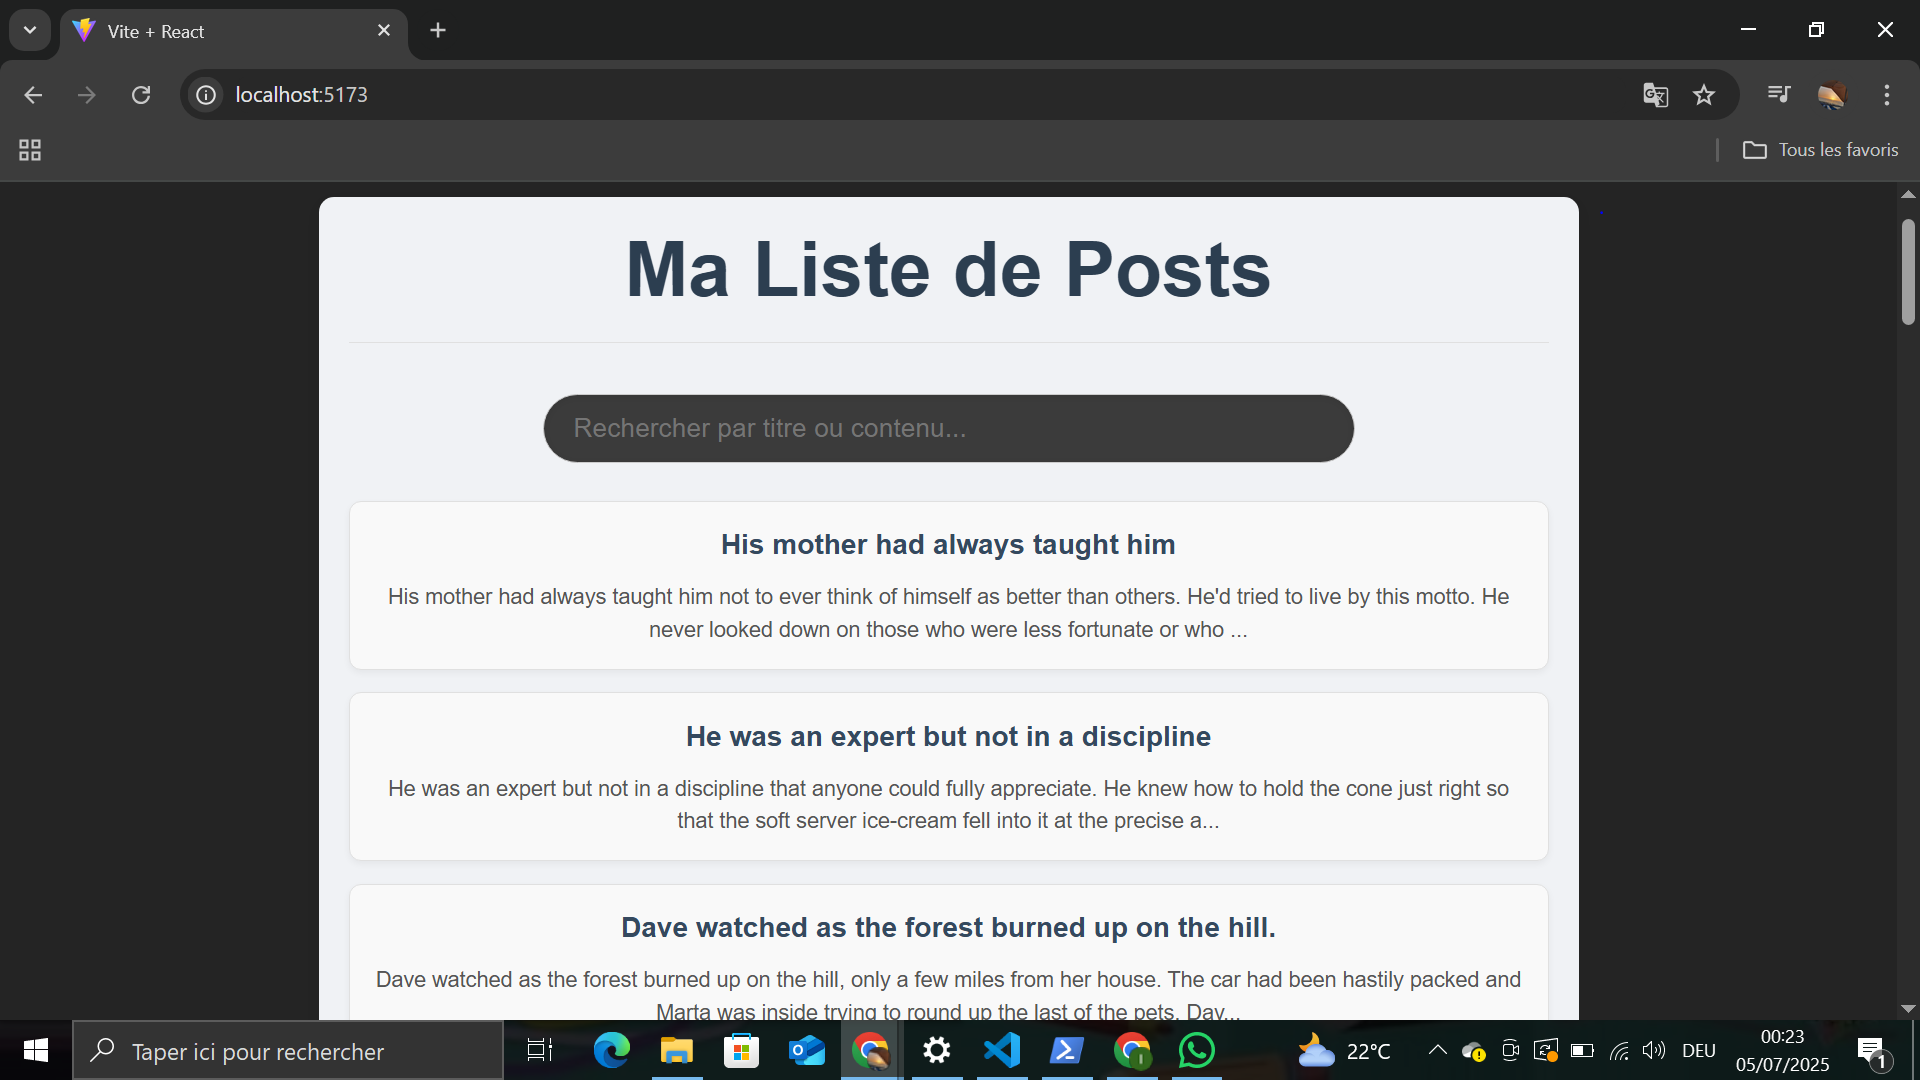 Vite + React
localhost:5173
Tous les favoris
Ma Liste de Posts
Rechercher par titre ou contenu...
His mother had always taught him
His mother had always taught him not to ever think of himself as better than others. He'd tried to live by this motto. He
never looked down on those who were less fortunate or who ...
He was an expert but not in a discipline
He was an expert but not in a discipline that anyone could fully appreciate. He knew how to hold the cone just right so
that the soft server ice-cream fell into it at the precise a...
Dave watched as the forest burned up on the hill.
Dave watched as the forest burned up on the hill, only a few miles from her house. The car had been hastily packed and
Marta was inside trying to round up the last of the pets. Dav...
Taper ici pour rechercher
22°C
DEU
00:23
05/07/2025
1